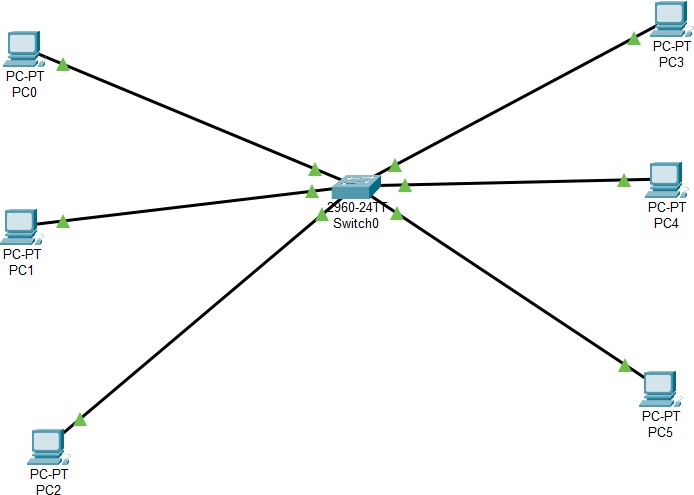 PC-PT
PC0
PC-PT
PC3
PC-PT
PC1
2960-24TT
Switch0
PC-PT
PC4
PC-PT
PC2
PC-PT
PC5